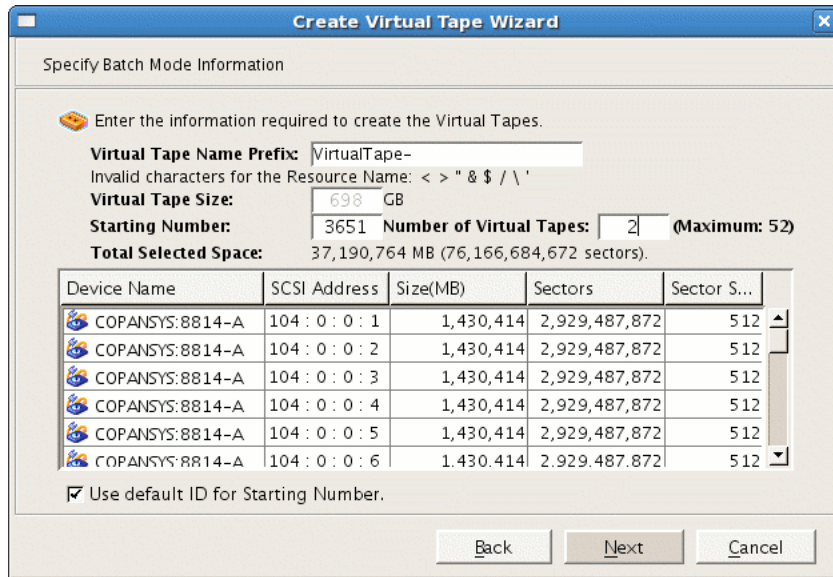 Create Virtual Tape Wizard
Specify Batch Mode Information
Enter the information required to create the Virtual Tapes.
Virtual Tape Name Prefix: VirtualTape-
Invalid characters for the Resource Name: < > " & $ / \ '
Virtual Tape Size: 698 GB
Starting Number: 3651 Number of Virtual Tapes: 2 (Maximum: 52)
Total Selected Space: 37,190,764 MB (76,166,684,672 sectors).
Device Name SCSI Address Size(MB) Sectors Sector S...
COPANSYS:8814-A 104 : 0 : 0 : 1 1,430,414 2,929,487,872 512
COPANSYS:8814-A 104 : 0 : 0 : 2 1,430,414 2,929,487,872 512
COPANSYS:8814-A 104 : 0 : 0 : 3 1,430,414 2,929,487,872 512
COPANSYS:8814-A 104 : 0 : 0 : 4 1,430,414 2,929,487,872 512
COPANSYS:8814-A 104 : 0 : 0 : 5 1,430,414 2,929,487,872 512
COPANSYS:8814-A 104 : 0 : 0 : 6 1,430,414 2,929,487,872 512
Use default ID for Starting Number.
Back Next Cancel